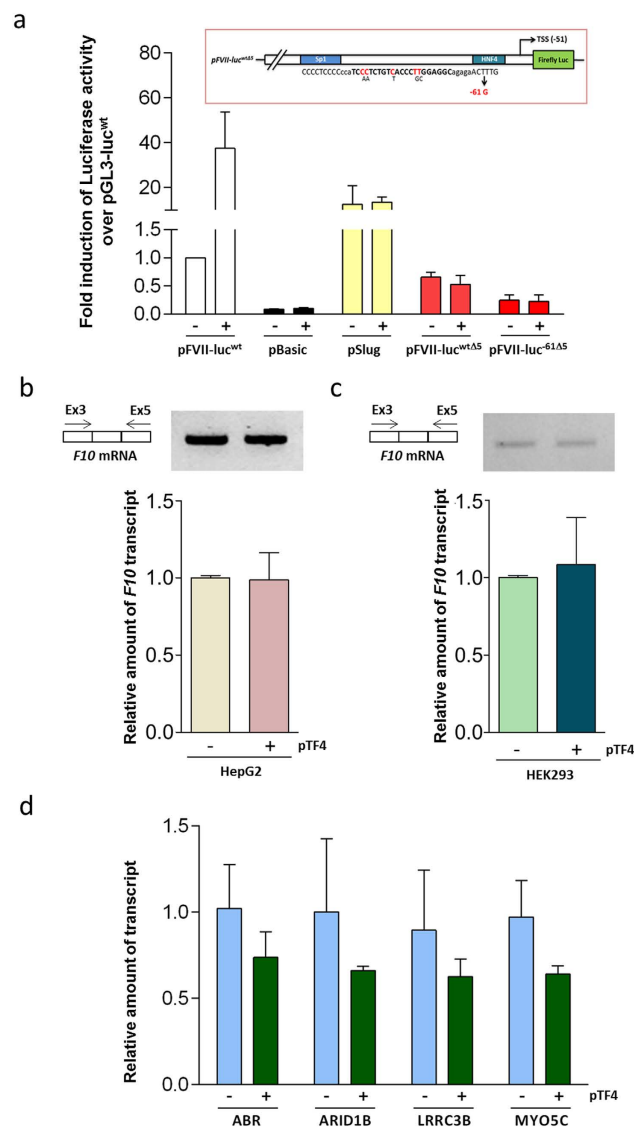 a
TSS (-51)
pFVII-luc^wtΔ5
Sp1
HNF4
Firefly Luc
CCCCTCCCCccaTCCCTCTGTCACCCTTGGAGGCagagaACTTTG
AA T GC
-61 G
Fold induction of Luciferase activity
over pGL3-luc^wt
80
60
40
20
1.5
1.0
0.5
0.0
- + - + - + - + - +
pFVII-luc^wt pBasic pSlug pFVII-luc^wtΔ5 pFVII-luc^-61Δ5
b
Ex3 Ex5
F10 mRNA
Relative amount of F10 transcript
1.5
1.0
0.5
0.0
- + pTF4
HepG2
c
Ex3 Ex5
F10 mRNA
Relative amount of F10 transcript
1.5
1.0
0.5
0.0
- + pTF4
HEK293
d
Relative amount of transcript
1.5
1.0
0.5
0.0
- + - + - + - + pTF4
ABR ARID1B LRRC3B MYO5C